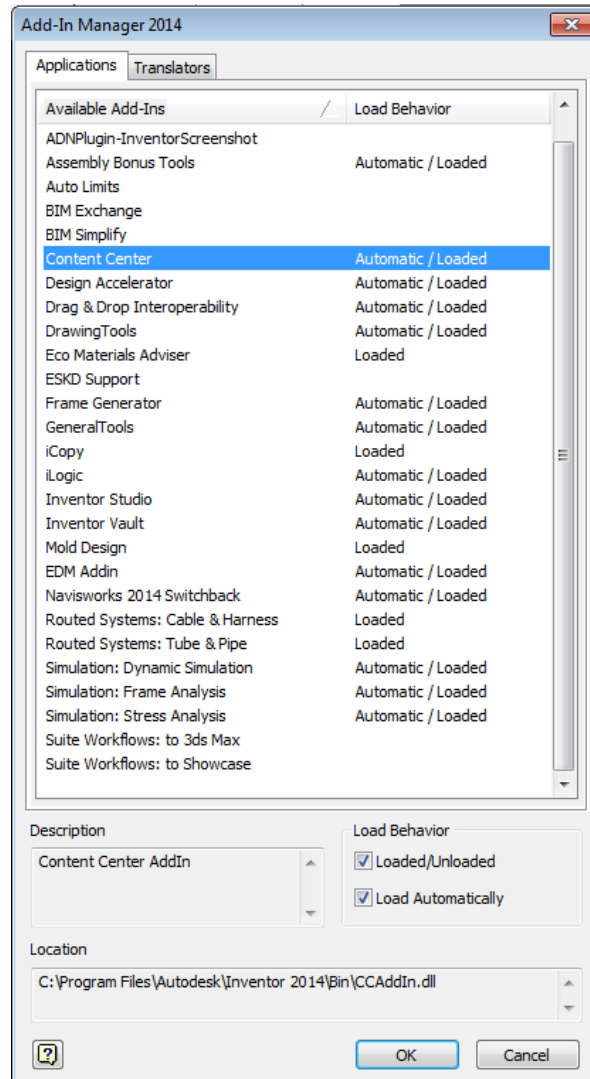 Add-In Manager 2014
Applications Translators
Available Add-Ins Load Behavior
ADNPlugin-InventorScreenshot
Assembly Bonus Tools Automatic / Loaded
Auto Limits
BIM Exchange
BIM Simplify
Content Center Automatic / Loaded
Design Accelerator Automatic / Loaded
Drag & Drop Interoperability Automatic / Loaded
DrawingTools Automatic / Loaded
Eco Materials Adviser Loaded
ESKD Support
Frame Generator Automatic / Loaded
GeneralTools Automatic / Loaded
iCopy Loaded
iLogic Automatic / Loaded
Inventor Studio Automatic / Loaded
Inventor Vault Automatic / Loaded
Mold Design Loaded
EDM Addin Automatic / Loaded
Navisworks 2014 Switchback Automatic / Loaded
Routed Systems: Cable & Harness Loaded
Routed Systems: Tube & Pipe Loaded
Simulation: Dynamic Simulation Automatic / Loaded
Simulation: Frame Analysis Automatic / Loaded
Simulation: Stress Analysis Automatic / Loaded
Suite Workflows: to 3ds Max
Suite Workflows: to Showcase
Description Load Behavior
Content Center AddIn Loaded/Unloaded
Load Automatically
Location
C:\Program Files\Autodesk\Inventor 2014\Bin\CCAddIn.dll
? OK Cancel